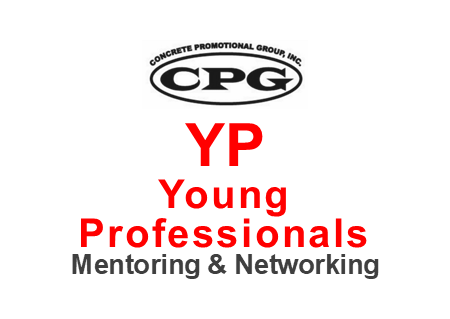 CONCRETE PROMOTIONAL GROUP, INC.
CPG
YP
Young
Professionals
Mentoring & Networking